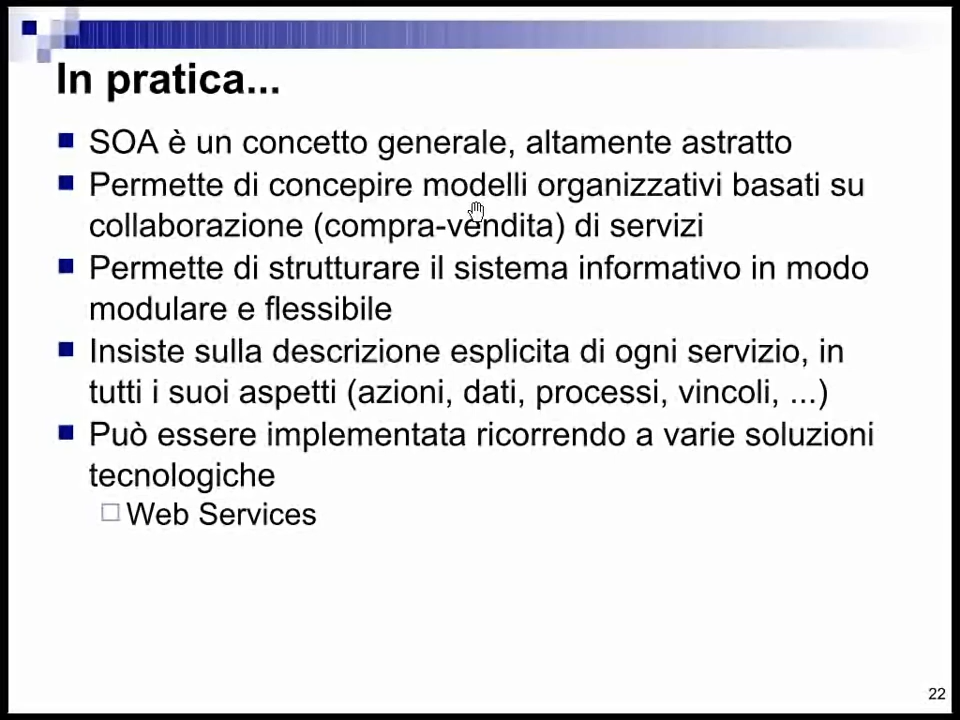 In pratica...
SOA è un concetto generale, altamente astratto
Permette di concepire modelli organizzativi basati su
collaborazione (compra-vendita) di servizi
Permette di strutturare il sistema informativo in modo
modulare e flessibile
Insiste sulla descrizione esplicita di ogni servizio, in
tutti i suoi aspetti (azioni, dati, processi, vincoli, ...)
Può essere implementata ricorrendo a varie soluzioni
tecnologiche
Web Services
22